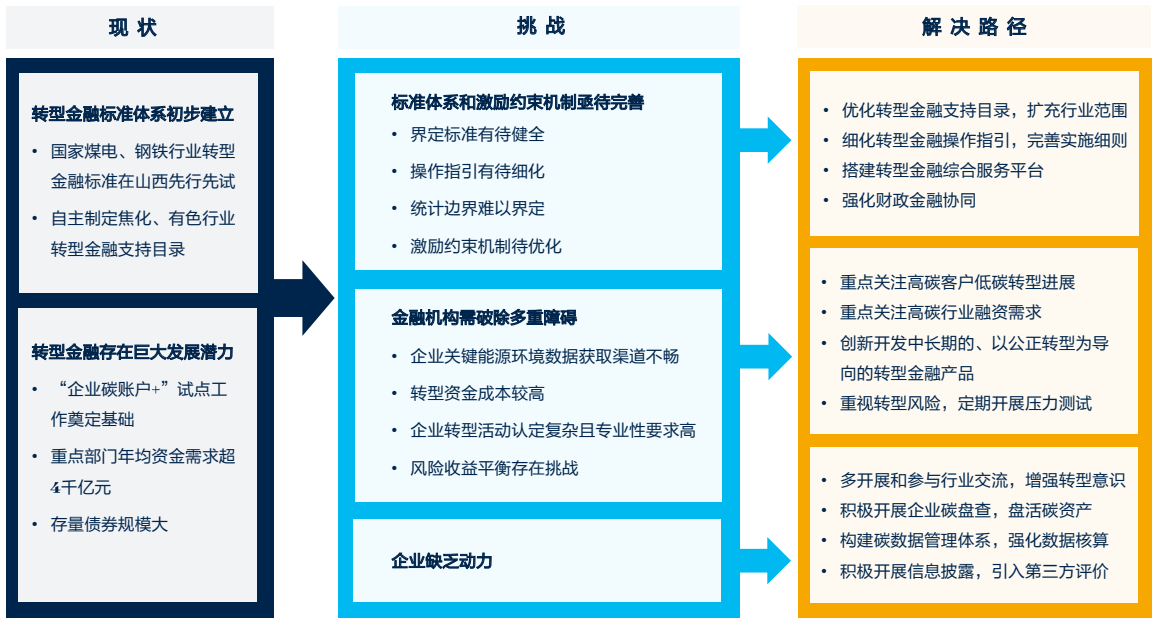 现状
转型金融标准体系初步建立
• 国家煤电、钢铁行业转型
金融标准在山西先行先试
• 自主制定焦化、有色行业
转型金融支持目录
转型金融存在巨大发展潜力
• “企业碳账户+”试点工
作奠定基础
• 重点部门年均资金需求超
4千亿元
• 存量债券规模大
挑战
标准体系和激励约束机制亟待完善
• 界定标准有待健全
• 操作指引有待细化
• 统计边界难以界定
• 激励约束机制待优化
金融机构需破除多重障碍
• 企业关键能源环境数据获取渠道不畅
• 转型资金成本较高
• 企业转型活动认定复杂且专业性要求高
• 风险收益平衡存在挑战
企业缺乏动力
解决路径
• 优化转型金融支持目录，扩充行业范围
• 细化转型金融操作指引，完善实施细则
• 搭建转型金融综合服务平台
• 强化财政金融协同
• 重点关注高碳客户低碳转型进展
• 重点关注高碳行业融资需求
• 创新开发中长期的、以公正转型为导
向的转型金融产品
• 重视转型风险，定期开展压力测试
• 多开展和参与行业交流，增强转型意识
• 积极开展企业碳盘查，盘活碳资产
• 构建碳数据管理体系，强化数据核算
• 积极开展信息披露，引入第三方评价